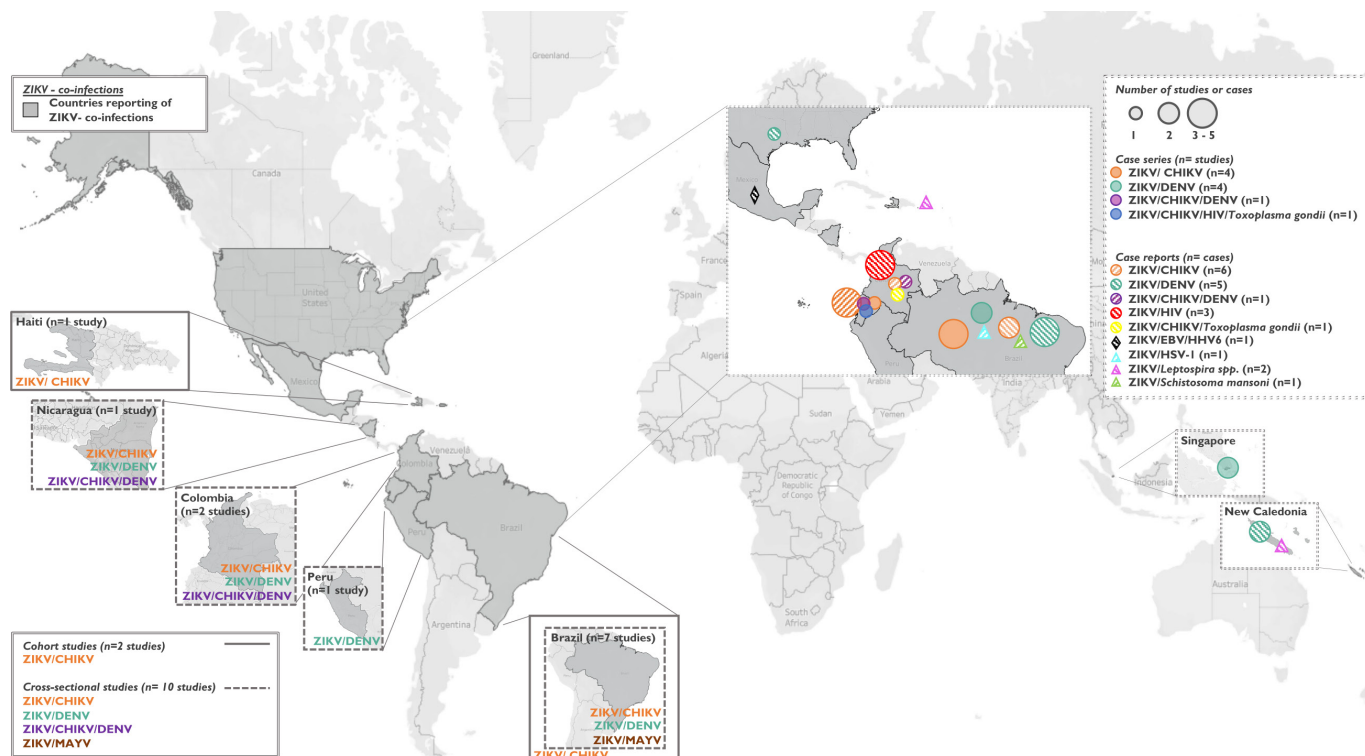 Greenland
ZIKV - co-infections
Countries reporting of
ZIKV- co-infections
Canada
United
States
Mexico
Haiti (n=1 study)
ZIKV/ CHIKV
Nicaragua (n=1 study)
ZIKV/CHIKV
ZIKV/DENV
ZIKV/CHIKV/DENV
Venezuela
Colombia
Colombia
(n=2 studies)
ZIKV/CHIKV
ZIKV/DENV
ZIKV/CHIKV/DENV
Brazil
Peru
Peru
(n=1 study)
ZIKV/DENV
Argentina
Brazil (n=7 studies)
ZIKV/CHIKV
ZIKV/DENV
ZIKV/MAYV
ZIKV/ CHIKV
Cohort studies (n=2 studies)
ZIKV/CHIKV
Cross-sectional studies (n= 10 studies)
ZIKV/CHIKV
ZIKV/DENV
ZIKV/CHIKV/DENV
ZIKV/MAYV
France
Spain
Algeria
Sudan
Arabia
Yemen
India
Democratic
Republic
of Congo
South
Africa
Indonesia
Australia
Mexico
Venezuela
Peru
Brazil
Number of studies or cases
1 2 3 - 5
Case series (n= studies)
ZIKV/ CHIKV (n=4)
ZIKV/DENV (n=4)
ZIKV/CHIKV/DENV (n=1)
ZIKV/CHIKV/HIV/Toxoplasma gondii (n=1)
Case reports (n= cases)
ZIKV/CHIKV (n=6)
ZIKV/DENV (n=5)
ZIKV/CHIKV/DENV (n=1)
ZIKV/HIV (n=3)
ZIKV/CHIKV/Toxoplasma gondii (n=1)
ZIKV/EBV/HHV6 (n=1)
ZIKV/HSV-1 (n=1)
ZIKV/Leptospira spp. (n=2)
ZIKV/Schistosoma mansoni (n=1)
Singapore
New Caledonia